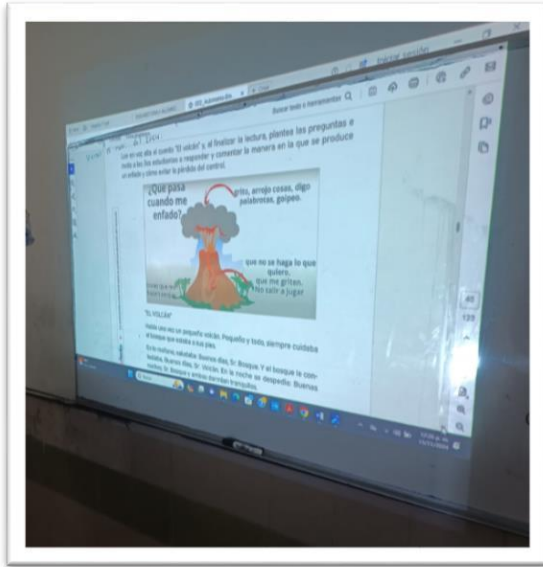 Iniciar sesión
Buscar texto o herramientas
Lee en voz alta el cuento "El volcán" y, al finalizar la lectura, plantea las preguntas e
invita a los/las estudiantes a responder y comentar la manera en la que se produce
un enfado y cómo evitar la pérdida del control.
¿Qué pasa
cuando me
enfado?
grito, arrojo cosas, digo
palabrotas, golpeo.
que no se haga lo que
quiero.
que me griten.
No salir a jugar
"EL VOLCÁN"
Había una vez un pequeño volcán. Pequeño y todo, siempre cuidaba
el bosque que estaba a sus pies.
En la mañana, saludaba: Buenos días, Sr. Bosque. Y el bosque le con-
testaba, Buenos días, Sr. Volcán. En la noche se despedía: Buenas
noches, Sr. Bosque y ambos dormían tranquilos.
45
123